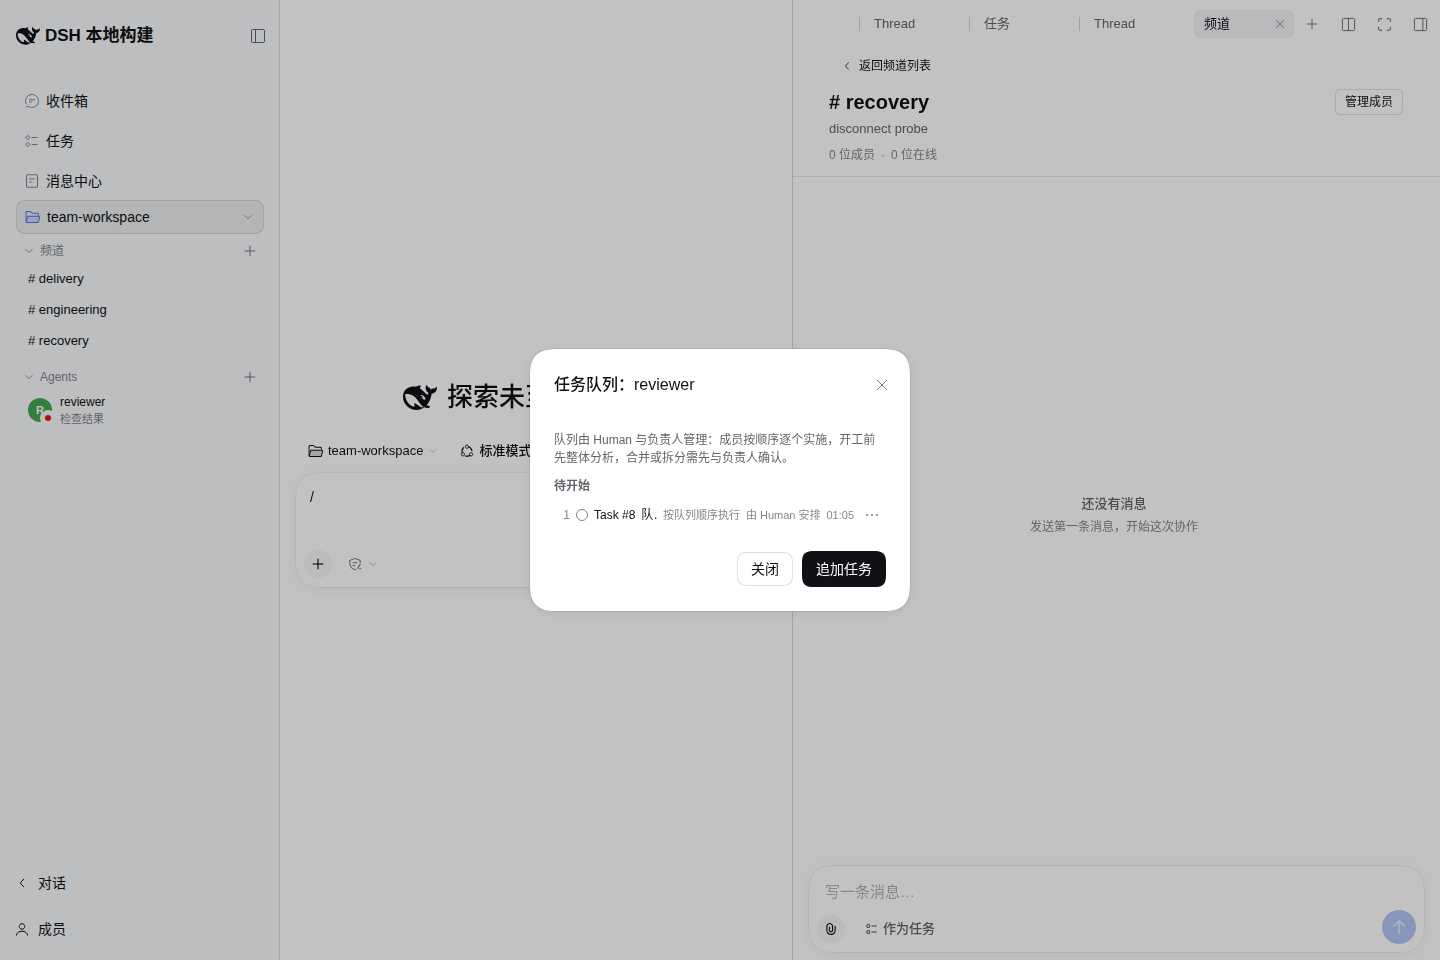 DSH 本地构建
收件箱
任务
消息中心
team-workspace
频道
# delivery
# engineering
# recovery
Agents
R
reviewer
检查结果
对话
成员
探索未
team-workspace
标准模式
/
Thread
任务
Thread
频道
返回频道列表
# recovery
管理成员
disconnect probe
0 位成员 · 0 位在线
还没有消息
发送第一条消息，开始这次协作
写一条消息…
作为任务
任务队列：reviewer
队列由 Human 与负责人管理：成员按顺序逐个实施，开工前
先整体分析，合并或拆分需先与负责人确认。
待开始
1 Task #8 队. 按队列顺序执行 由 Human 安排 01:05
关闭
追加任务